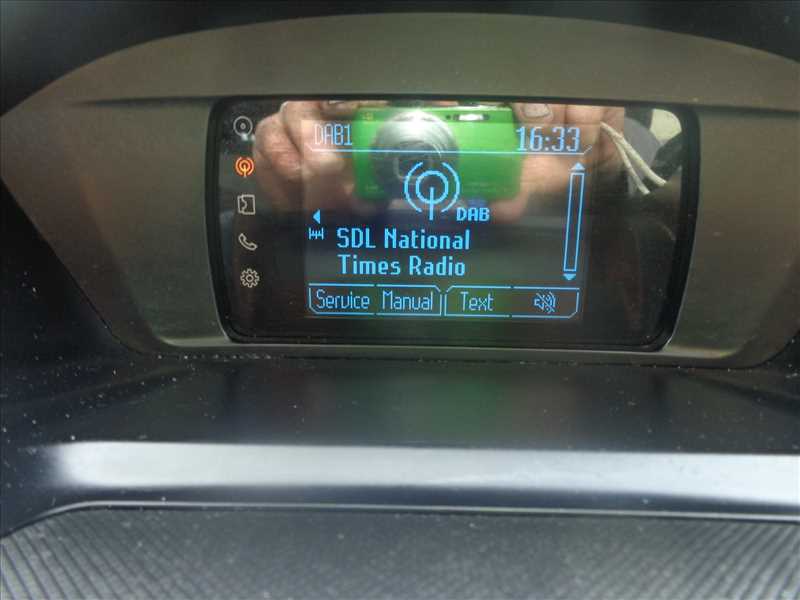 DAB1 16:33
DAB
SDL National
Times Radio
Service Manual Text